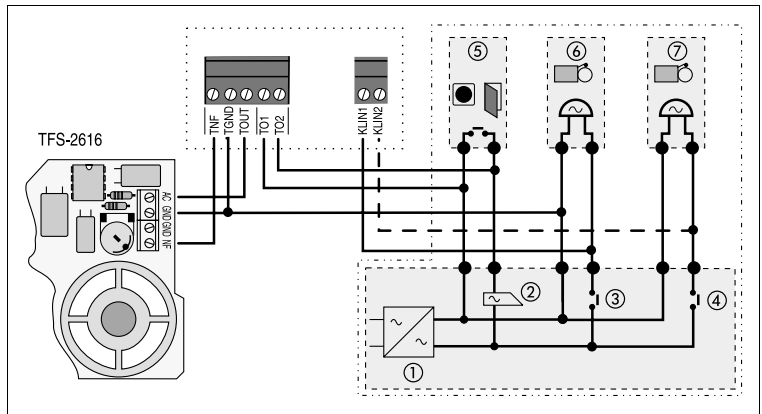 ⑤
⑥
⑦
TNF
TGND
TOUT
TO1
TO2
KLIN1
KLIN2
TFS-2616
AC
GND
GND
NF
②
③
④
①